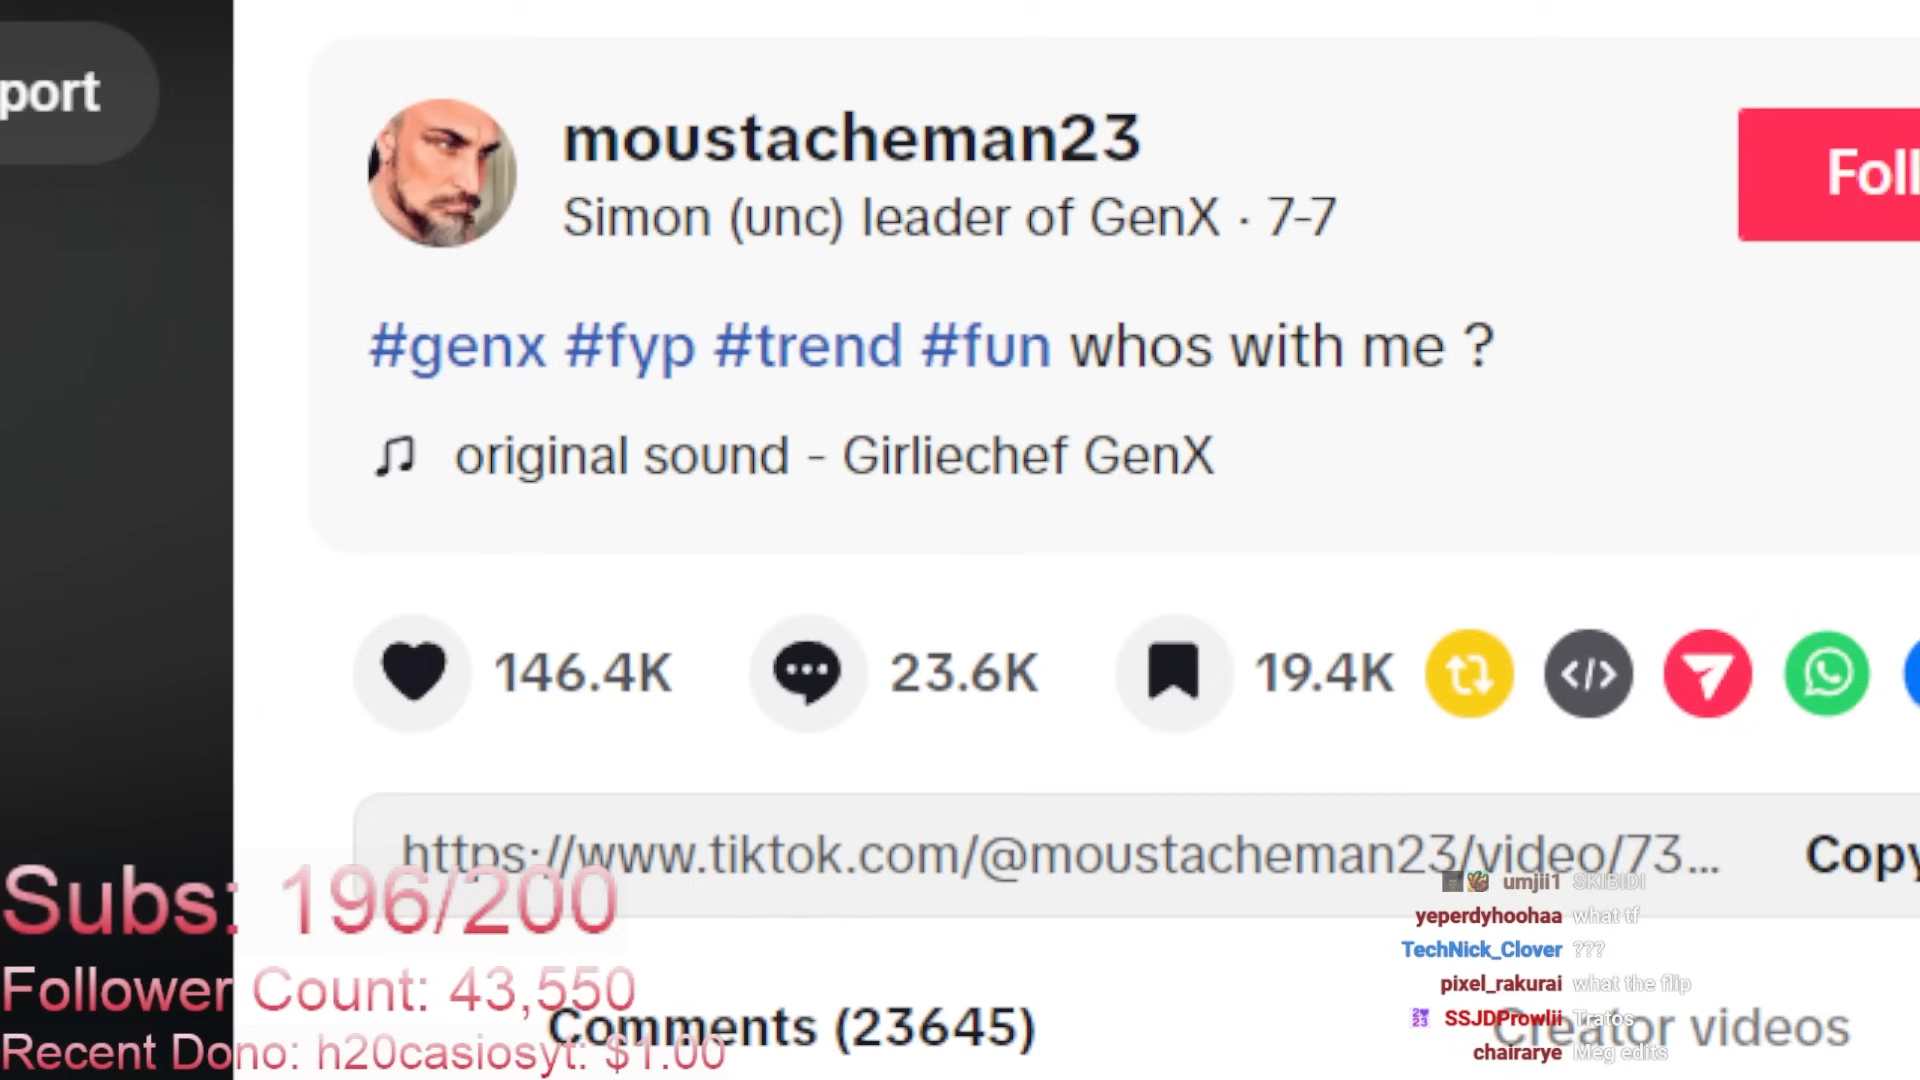 port
moustacheman23
Simon (unc) leader of GenX · 7-7
Foll
#genx #fyp #trend #fun whos with me ?
original sound - Girliechef GenX
146.4K
23.6K
19.4K
https://www.tiktok.com/@moustacheman23/video/73...
Copy
Subs: 196/200
Follower Count: 43,550
Recent Dono: h20casiosyt: $1.00
Comments (23645)
Creator videos
umjii1 SKIBIDI
yeperdyhoohaa what tf
TechNick_Clover ???
pixel_rakurai what the flip
SSJDProwlii Tratos
chairarye Meg edits